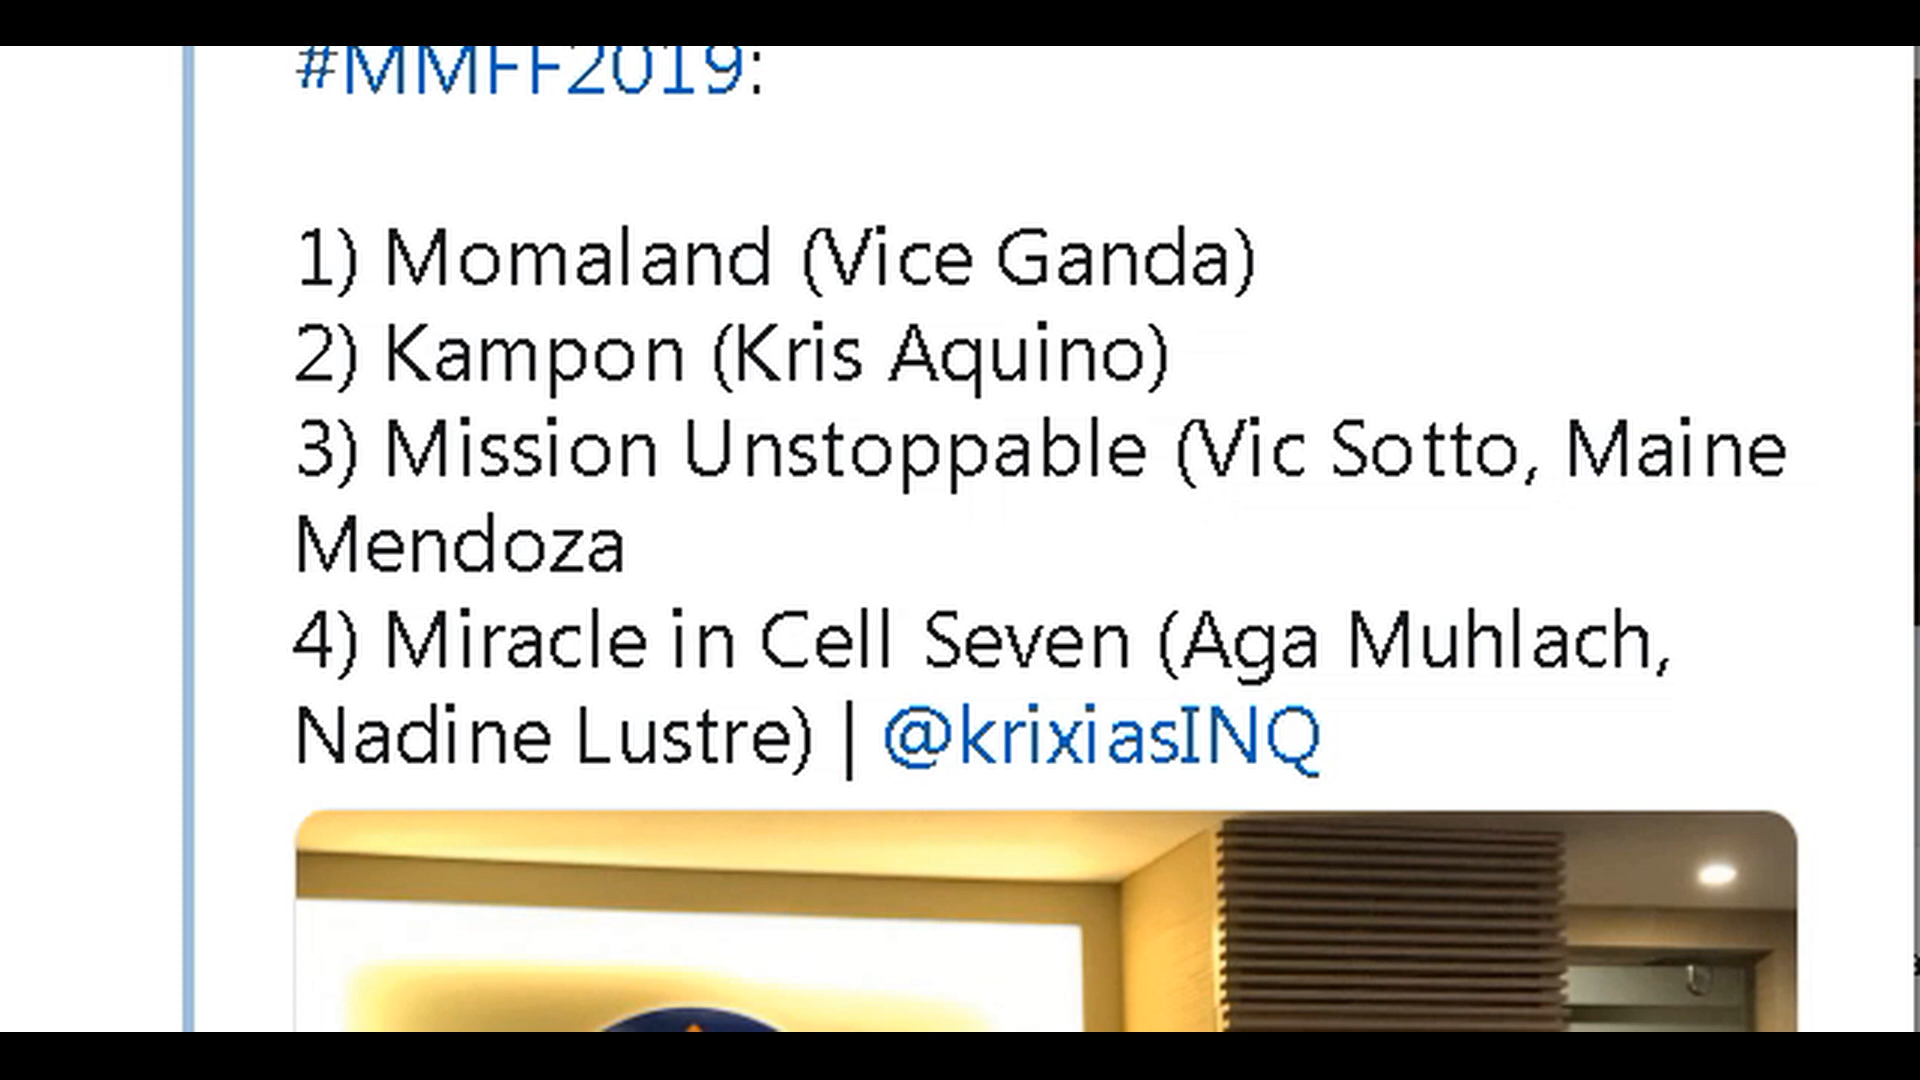 #MMFF2019:
1) Momaland (Vice Ganda)
2) Kampon (Kris Aquino)
3) Mission Unstoppable (Vic Sotto, Maine
Mendoza
4) Miracle in Cell Seven (Aga Muhlach,
Nadine Lustre) | @krixiasINQ